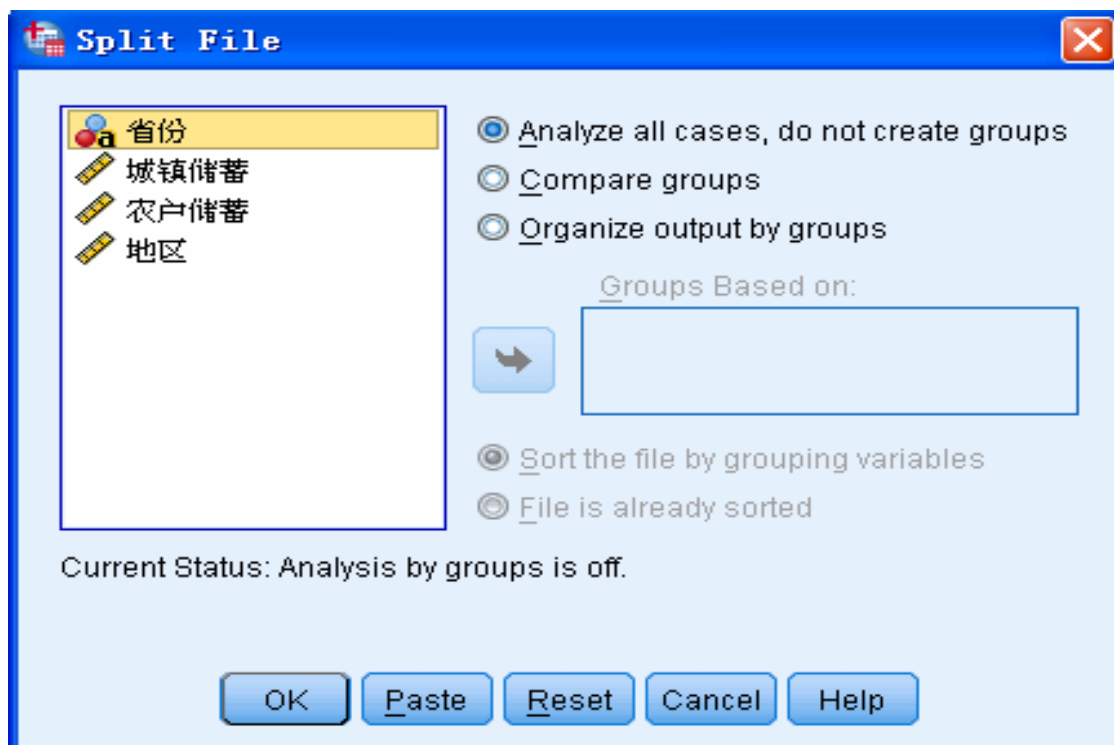 Split File
省份
城镇储蓄
农户储蓄
地区
Analyze all cases, do not create groups
Compare groups
Organize output by groups
Groups Based on:
Sort the file by grouping variables
File is already sorted
Current Status: Analysis by groups is off.
OK
Paste
Reset
Cancel
Help